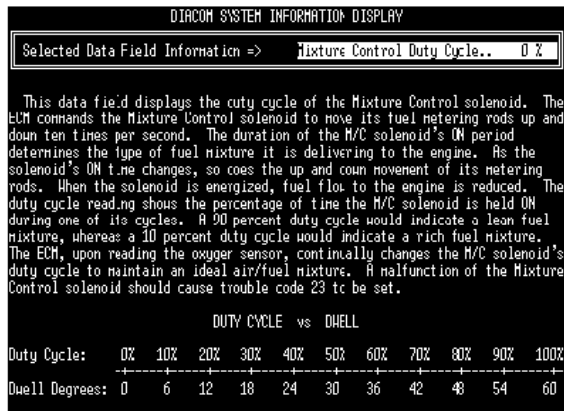 DIACOM SYSTEM INFORMATION DISPLAY
Selected Data Field Information => Mixture Control Duty Cycle.. 0 %
This data field displays the duty cycle of the Mixture Control solenoid. The
ECM commands the Mixture Control solenoid to move its fuel metering rods up and
down ten times per second. The duration of the M/C solenoid's ON period
determines the type of fuel mixture it is delivering to the engine. As the
solenoid's ON time changes, so does the up and down movement of its metering
rods. When the solenoid is energized, fuel flow to the engine is reduced. The
duty cycle reading shows the percentage of time the M/C solenoid is held ON
during one of its cycles. A 90 percent duty cycle would indicate a lean fuel
mixture, whereas a 10 percent duty cycle would indicate a rich fuel mixture.
The ECM, upon reading the oxygen sensor, continually changes the M/C solenoid's
duty cycle to maintain an ideal air/fuel mixture. A malfunction of the Mixture
Control solenoid should cause trouble code 23 to be set.
DUTY CYCLE vs DWELL
Duty Cycle: 0% 10% 20% 30% 40% 50% 60% 70% 80% 90% 100%
Dwell Degrees: 0 6 12 18 24 30 36 42 48 54 60